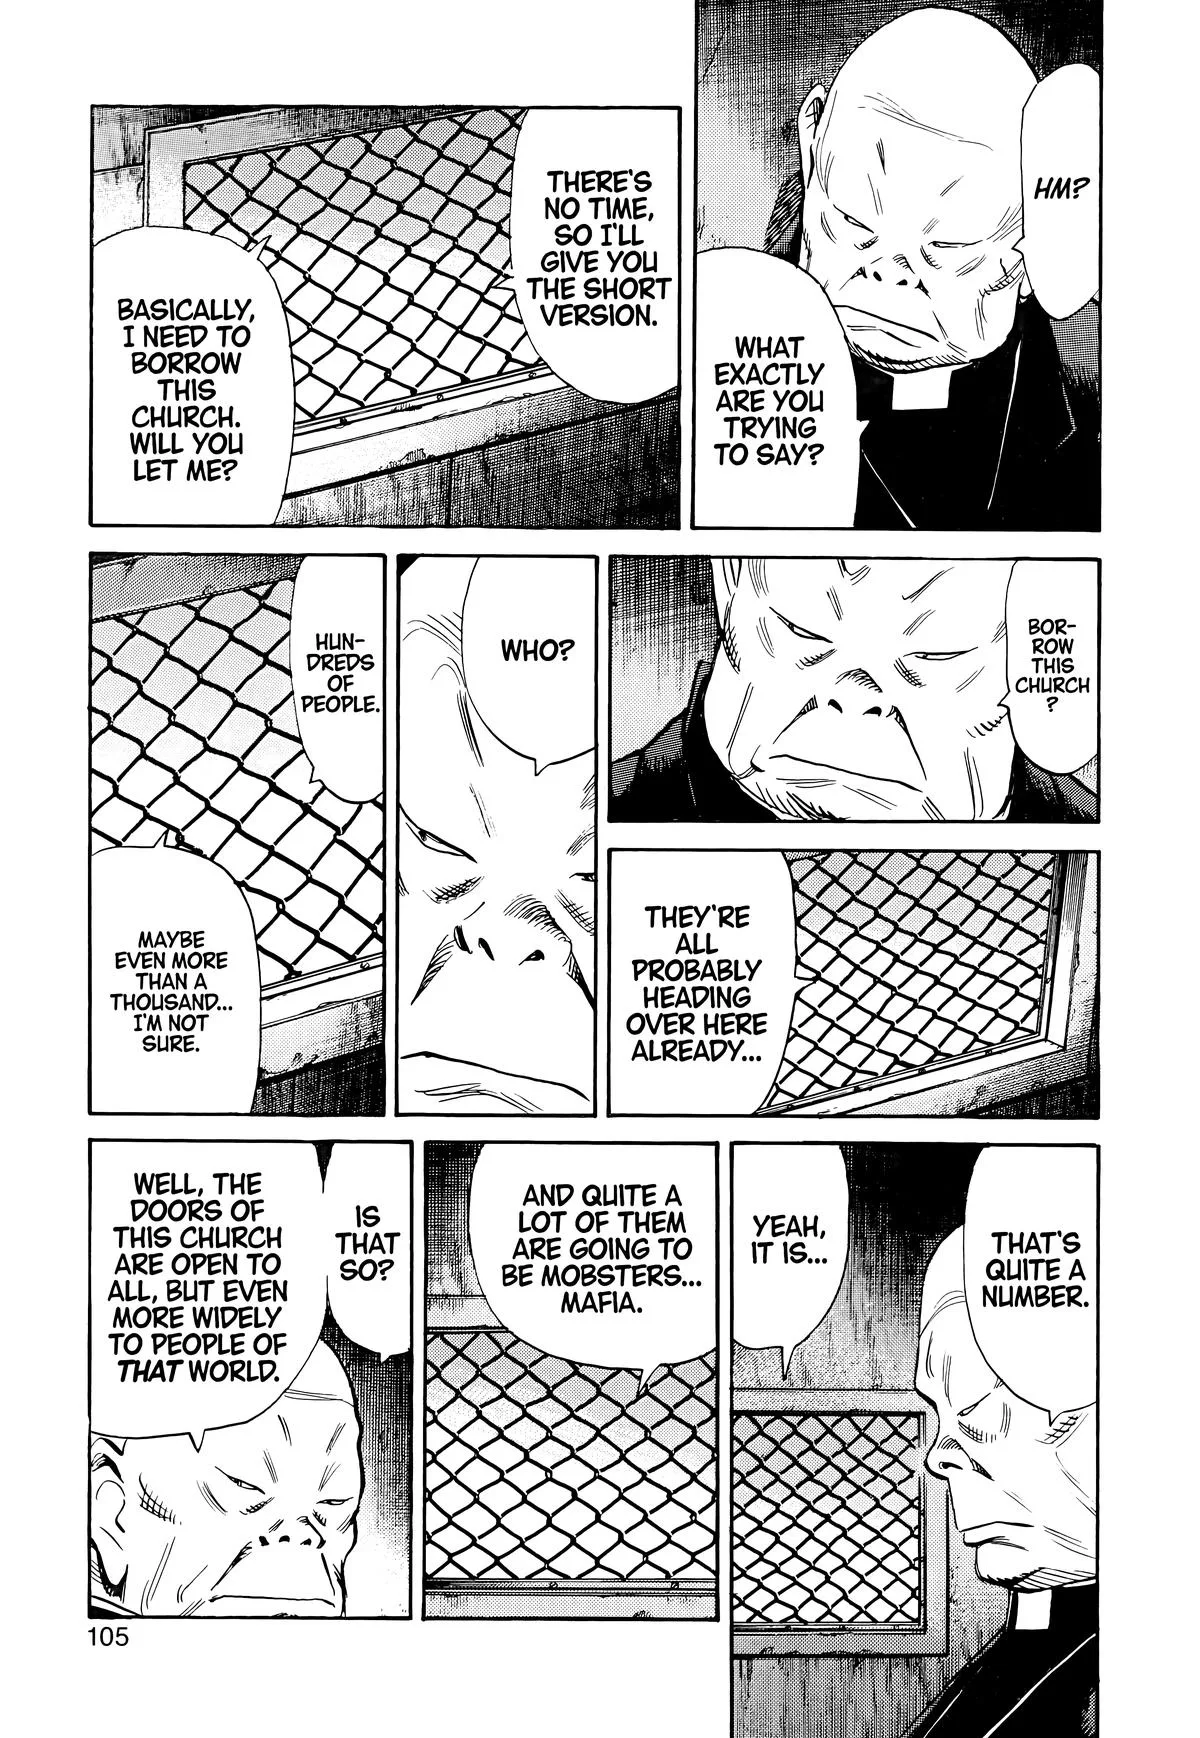 HM?
WHAT
EXACTLY
ARE YOU
TRYING
TO SAY?
THERE'S
NO TIME,
SO I'LL
GIVE YOU
THE SHORT
VERSION.
BASICALLY,
I NEED TO
BORROW
THIS
CHURCH.
WILL YOU
LET ME?
BOR-
ROW
THIS
CHURCH
?
THEY'RE
ALL
PROBABLY
HEADING
OVER HERE
ALREADY...
WHO?
HUN-
DREDS
OF
PEOPLE.
MAYBE
EVEN MORE
THAN A
THOUSAND...
I'M NOT
SURE.
THAT'S
QUITE A
NUMBER.
YEAH,
IT IS...
AND QUITE A
LOT OF THEM
ARE GOING TO
BE MOBSTERS...
MAFIA.
IS
THAT
SO?
WELL, THE
DOORS OF
THIS CHURCH
ARE OPEN TO
ALL, BUT EVEN
MORE WIDELY
TO PEOPLE OF
THAT WORLD.
105